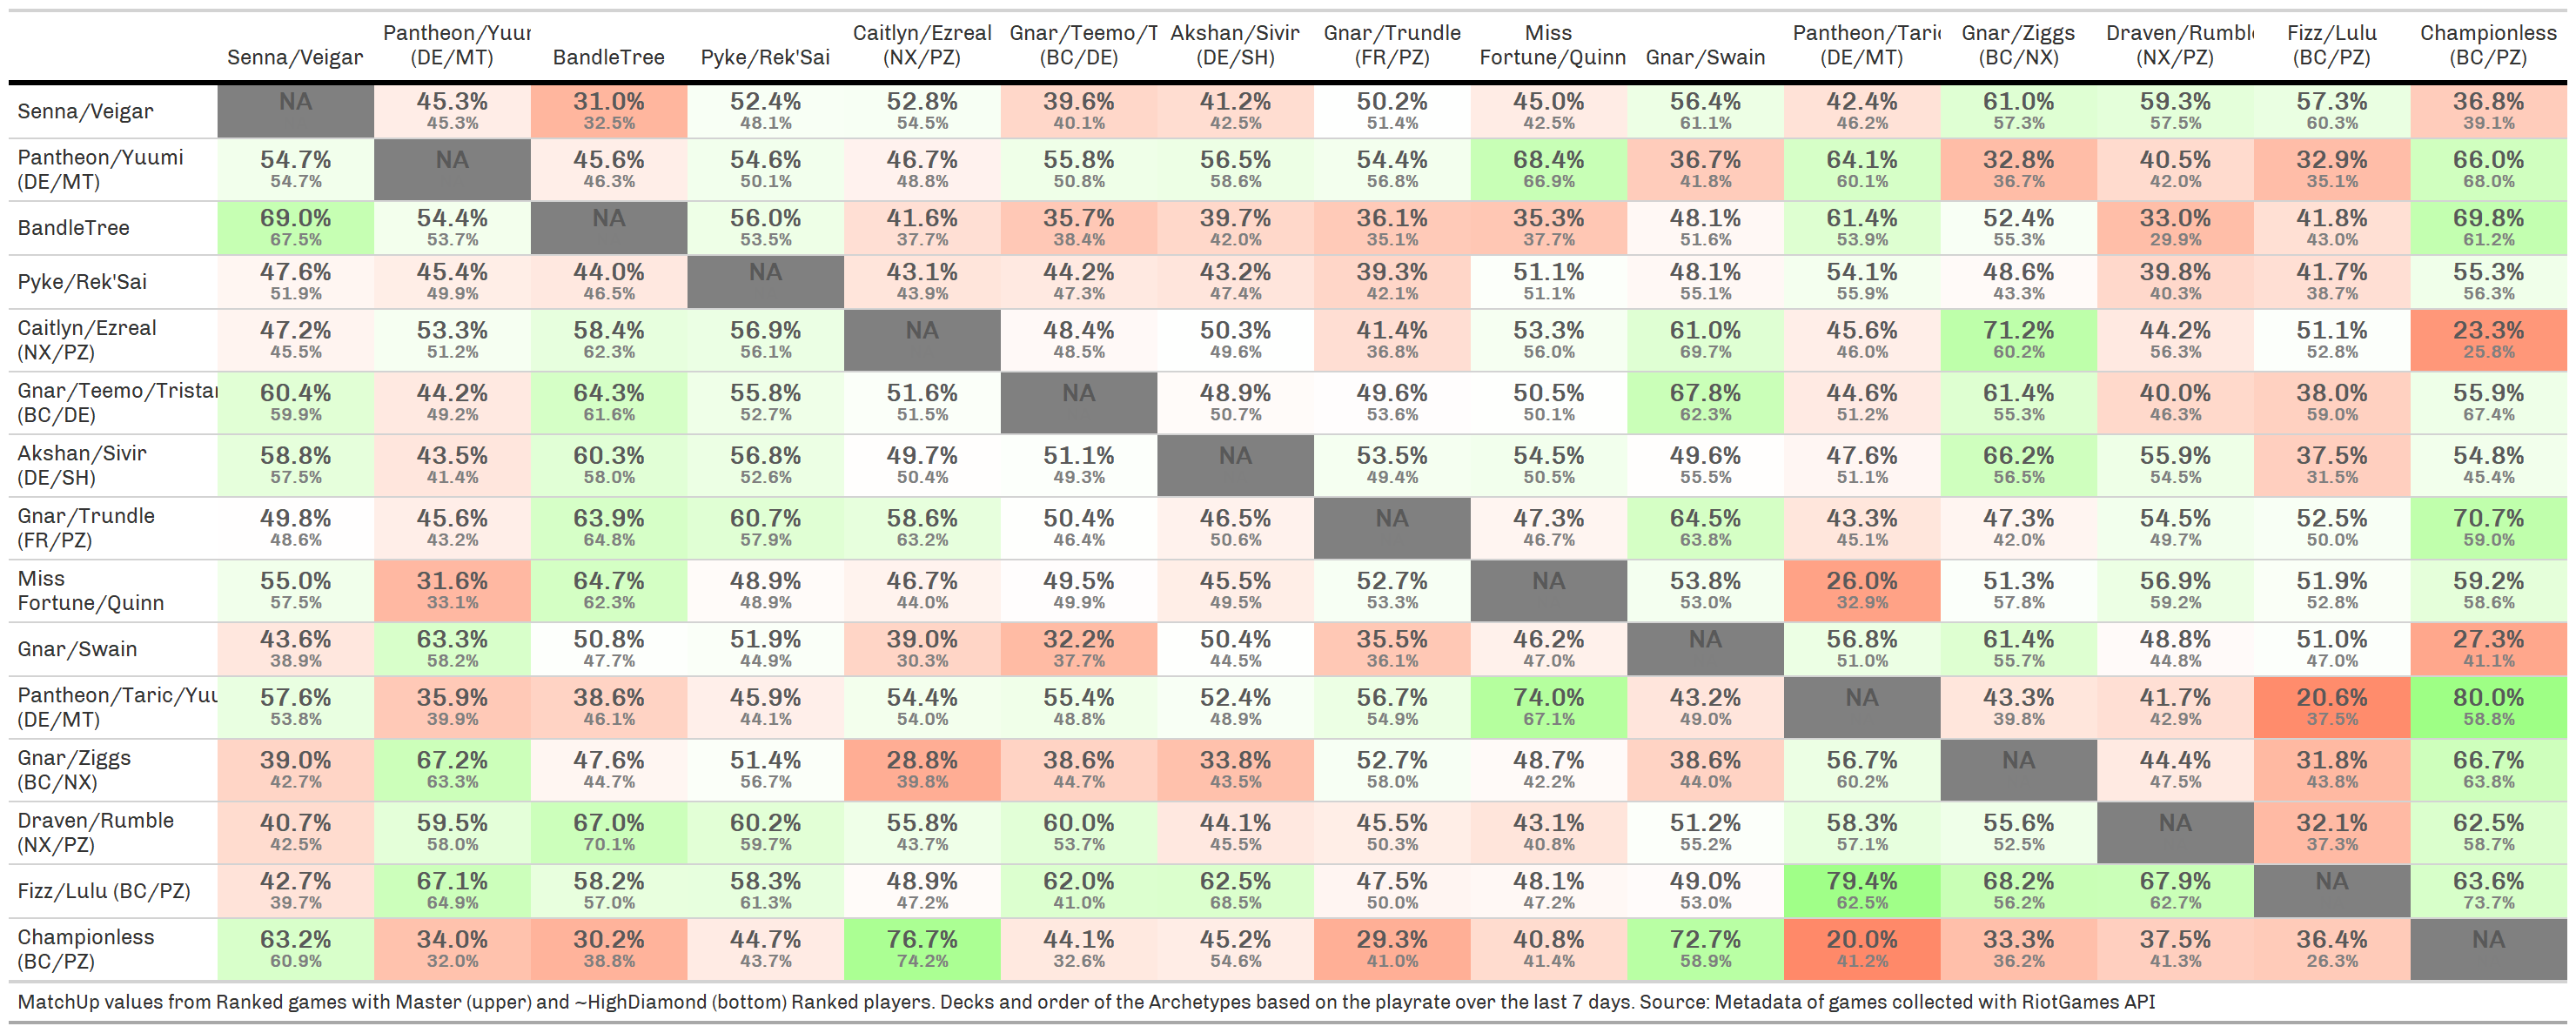 Senna/Veigar Pantheon/Yuur (DE/MT) BandleTree Pyke/Rek'Sai Caitlyn/Ezreal (NX/PZ) Gnar/Teemo/T (BC/DE) Akshan/Sivir (DE/SH) Gnar/Trundle (FR/PZ) Miss Fortune/Quinn Gnar/Swain Pantheon/Taric (DE/MT) Gnar/Ziggs (BC/NX) Draven/Rumble (NX/PZ) Fizz/Lulu (BC/PZ) Championless (BC/PZ)
Senna/Veigar NA 45.3% 31.0% 52.4% 52.8% 39.6% 41.2% 50.2% 45.0% 56.4% 42.4% 61.0% 59.3% 57.3% 36.8%
45.3% 32.5% 48.1% 54.5% 40.1% 42.5% 51.4% 42.5% 61.1% 46.2% 57.3% 57.5% 60.3% 39.1%
Pantheon/Yuumi (DE/MT) 54.7% NA 45.6% 54.6% 46.7% 55.8% 56.5% 54.4% 68.4% 36.7% 64.1% 32.8% 40.5% 32.9% 66.0%
54.7% 46.3% 50.1% 48.8% 50.8% 58.6% 56.8% 66.9% 41.8% 60.1% 36.7% 42.0% 35.1% 68.0%
BandleTree 69.0% 54.4% NA 56.0% 41.6% 35.7% 39.7% 36.1% 35.3% 48.1% 61.4% 52.4% 33.0% 41.8% 69.8%
67.5% 53.7% 53.5% 37.7% 38.4% 42.0% 35.1% 37.7% 51.6% 53.9% 55.3% 29.9% 43.0% 61.2%
Pyke/Rek'Sai 47.6% 45.4% 44.0% NA 43.1% 44.2% 43.2% 39.3% 51.1% 48.1% 54.1% 48.6% 39.8% 41.7% 55.3%
51.9% 49.9% 46.5% 43.9% 47.3% 47.4% 42.1% 51.1% 55.1% 55.9% 43.3% 40.3% 38.7% 56.3%
Caitlyn/Ezreal (NX/PZ) 47.2% 53.3% 58.4% 56.9% NA 48.4% 50.3% 41.4% 53.3% 61.0% 45.6% 71.2% 44.2% 51.1% 23.3%
45.5% 51.2% 62.3% 56.1% 48.5% 49.6% 36.8% 56.0% 69.7% 46.0% 60.2% 56.3% 52.8% 25.8%
Gnar/Teemo/Tristar (BC/DE) 60.4% 44.2% 64.3% 55.8% 51.6% NA 48.9% 49.6% 50.5% 67.8% 44.6% 61.4% 40.0% 38.0% 55.9%
59.9% 49.2% 61.6% 52.7% 51.5% 50.7% 53.6% 50.1% 62.3% 51.2% 55.3% 46.3% 59.0% 67.4%
Akshan/Sivir (DE/SH) 58.8% 43.5% 60.3% 56.8% 49.7% 51.1% NA 53.5% 54.5% 49.6% 47.6% 66.2% 55.9% 37.5% 54.8%
57.5% 41.4% 58.0% 52.6% 50.4% 49.3% 49.4% 50.5% 55.5% 51.1% 56.5% 54.5% 31.5% 45.4%
Gnar/Trundle (FR/PZ) 49.8% 45.6% 63.9% 60.7% 58.6% 50.4% 46.5% NA 47.3% 64.5% 43.3% 47.3% 54.5% 52.5% 70.7%
48.6% 43.2% 64.8% 57.9% 63.2% 46.4% 50.6% 46.7% 63.8% 45.1% 42.0% 49.7% 50.0% 59.0%
Miss Fortune/Quinn 55.0% 31.6% 64.7% 48.9% 46.7% 49.5% 45.5% 52.7% NA 53.8% 26.0% 51.3% 56.9% 51.9% 59.2%
57.5% 33.1% 62.3% 48.9% 44.0% 49.9% 49.5% 53.3% 53.0% 32.9% 57.8% 59.2% 52.8% 58.6%
Gnar/Swain 43.6% 63.3% 50.8% 51.9% 39.0% 32.2% 50.4% 35.5% 46.2% NA 56.8% 61.4% 48.8% 51.0% 27.3%
38.9% 58.2% 47.7% 44.9% 30.3% 37.7% 44.5% 36.1% 47.0% 51.0% 55.7% 44.8% 47.0% 41.1%
Pantheon/Taric/Yuu (DE/MT) 57.6% 35.9% 38.6% 45.9% 54.4% 55.4% 52.4% 56.7% 74.0% 43.2% NA 43.3% 41.7% 20.6% 80.0%
53.8% 39.9% 46.1% 44.1% 54.0% 48.8% 48.9% 54.9% 67.1% 49.0% 39.8% 42.9% 37.5% 58.8%
Gnar/Ziggs (BC/NX) 39.0% 67.2% 47.6% 51.4% 28.8% 38.6% 33.8% 52.7% 48.7% 38.6% 56.7% NA 44.4% 31.8% 66.7%
42.7% 63.3% 44.7% 56.7% 39.8% 44.7% 43.5% 58.0% 42.2% 44.0% 60.2% 47.5% 43.8% 63.8%
Draven/Rumble (NX/PZ) 40.7% 59.5% 67.0% 60.2% 55.8% 60.0% 44.1% 45.5% 43.1% 51.2% 58.3% 55.6% NA 32.1% 62.5%
42.5% 58.0% 70.1% 59.7% 43.7% 53.7% 45.5% 50.3% 40.8% 55.2% 57.1% 52.5% 37.3% 58.7%
Fizz/Lulu (BC/PZ) 42.7% 67.1% 58.2% 58.3% 48.9% 62.0% 62.5% 47.5% 48.1% 49.0% 79.4% 68.2% 67.9% NA 63.6%
39.7% 64.9% 57.0% 61.3% 47.2% 41.0% 68.5% 50.0% 47.2% 53.0% 62.5% 56.2% 62.7% 73.7%
Championless (BC/PZ) 63.2% 34.0% 30.2% 44.7% 76.7% 44.1% 45.2% 29.3% 40.8% 72.7% 20.0% 33.3% 37.5% 36.4% NA
60.9% 32.0% 38.8% 43.7% 74.2% 32.6% 54.6% 41.0% 41.4% 58.9% 41.2% 36.2% 41.3% 26.3%
MatchUp values from Ranked games with Master (upper) and ~HighDiamond (bottom) Ranked players. Decks and order of the Archetypes based on the playrate over the last 7 days. Source: Metadata of games collected with RiotGames API